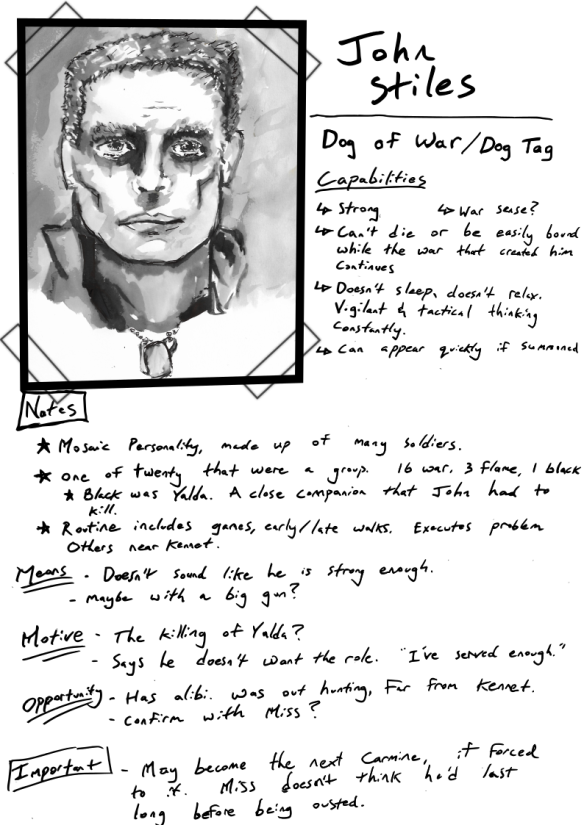 John
Stiles
Dog of War/Dog Tag
Capabilities
↳ Strong ↳ War sense?
↳ Can't die or be easily bound
while the war that created him
continues
↳ Doesn't sleep, doesn't relax.
Vigilant & tactical thinking
constantly.
↳ Can appear quickly if summoned
Notes
★ Mosaic Personality, made up of many soldiers.
★ one of twenty that were a group. 16 war, 3 flame, 1 black
★ Black was Yalda. A close companion that John had to
kill.
★ Routine includes games, early/late walks. Executes problem
Others near Kennet.
Means - Doesn't sound like he is strong enough.
- maybe with a big gun?
Motive - The killing of Yalda?
- Says he doesn't want the role. "I've served enough."
Opportunity - Has alibi. was out hunting, Far from Kennet.
- confirm with Miss?
Important - May become the next Carmine, if forced
to it. Miss doesn't think he'd last
long before being ousted.